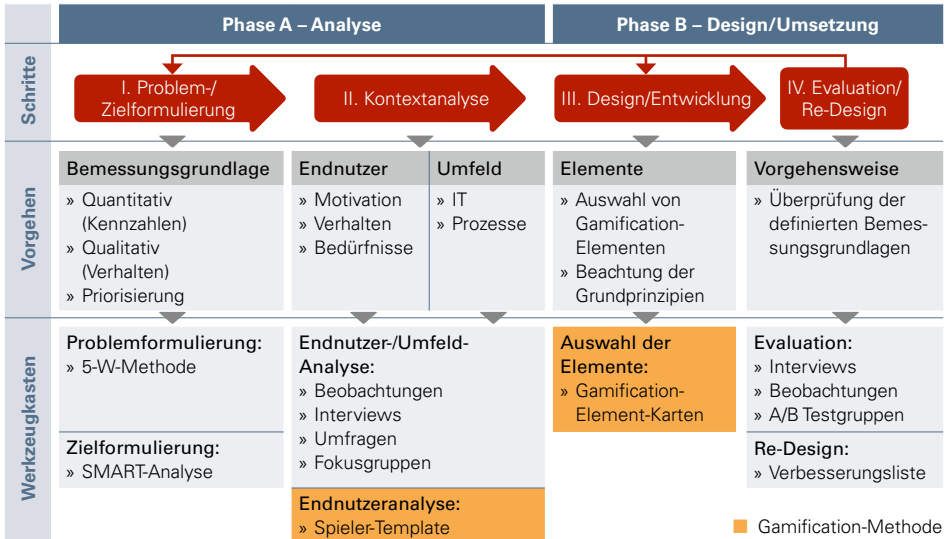 Phase A – Analyse
Phase B – Design/Umsetzung
Schritte
I. Problem-/
Zielformulierung
II. Kontextanalyse
III. Design/Entwicklung
IV. Evaluation/
Re-Design
Vorgehen
Bemessungsgrundlage
» Quantitativ
(Kennzahlen)
» Qualitativ
(Verhalten)
» Priorisierung
Endnutzer
» Motivation
» Verhalten
» Bedürfnisse
Umfeld
» IT
» Prozesse
Elemente
» Auswahl von
Gamification-
Elementen
» Beachtung der
Grundprinzipien
Vorgehensweise
» Überprüfung der
definierten Bemes-
sungsgrundlagen
Werkzeugkasten
Problemformulierung:
» 5-W-Methode
Zielformulierung:
» SMART-Analyse
Endnutzer-/Umfeld-
Analyse:
» Beobachtungen
» Interviews
» Umfragen
» Fokusgruppen
Endnutzeranalyse:
» Spieler-Template
Auswahl der
Elemente:
» Gamification-
Element-Karten
Evaluation:
» Interviews
» Beobachtungen
» A/B Testgruppen
Re-Design:
» Verbesserungsliste
Gamification-Methode